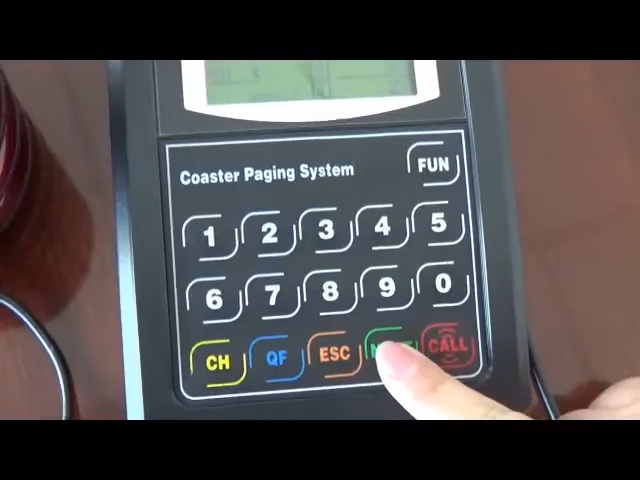 Coaster Paging System
FUN
1 2 3 4 5
6 7 8 9 0
CH QF ESC CALL